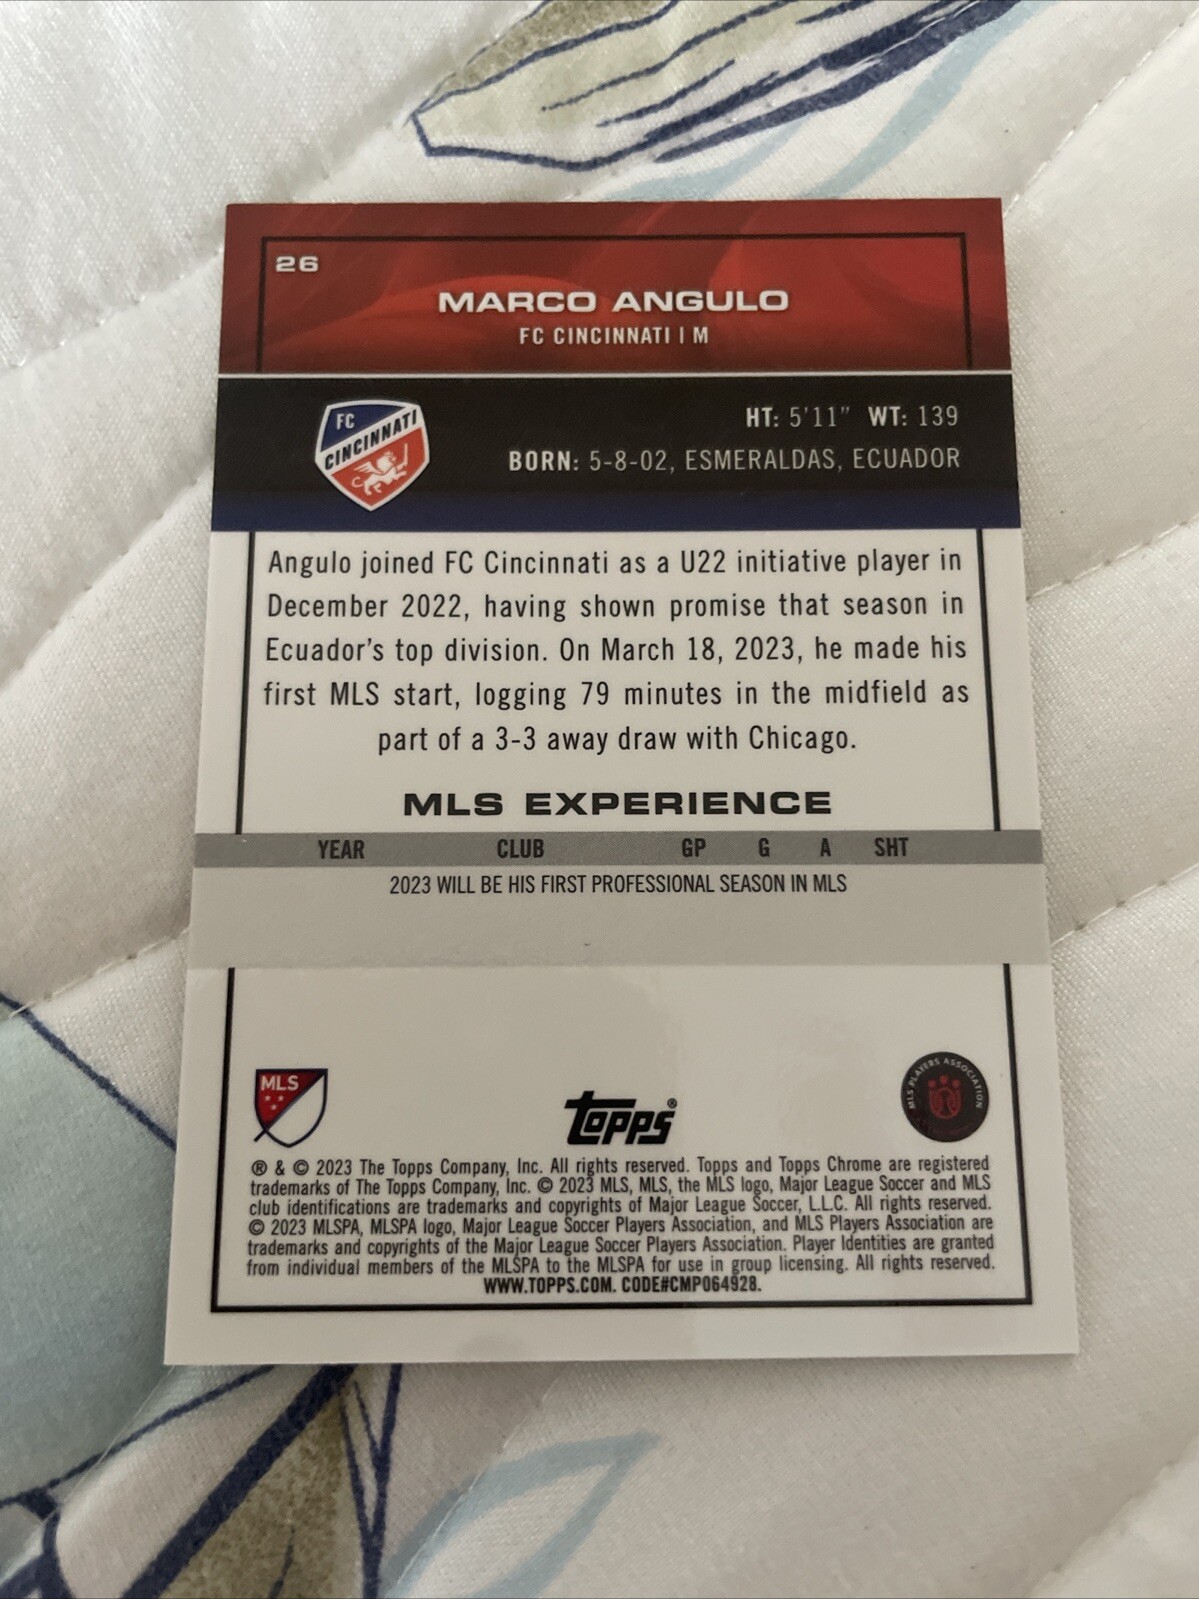 26
MARCO ANGULO
FC CINCINNATI | M
FC
CINCINNATI
HT: 5'11" WT: 139
BORN: 5-8-02, ESMERALDAS, ECUADOR
Angulo joined FC Cincinnati as a U22 initiative player in
December 2022, having shown promise that season in
Ecuador's top division. On March 18, 2023, he made his
first MLS start, logging 79 minutes in the midfield as
part of a 3-3 away draw with Chicago.
MLS EXPERIENCE
YEAR CLUB GP G A SHT
2023 WILL BE HIS FIRST PROFESSIONAL SEASON IN MLS
MLS
topps®
MLS PLAYERS ASSOCIATION
® & © 2023 The Topps Company, Inc. All rights reserved. Topps and Topps Chrome are registered
trademarks of The Topps Company, Inc. © 2023 MLS, MLS, the MLS logo, Major League Soccer and MLS
club identifications are trademarks and copyrights of Major League Soccer, L.L.C. All rights reserved.
© 2023 MLSPA, MLSPA logo, Major League Soccer Players Association, and MLS Players Association are
trademarks and copyrights of the Major League Soccer Players Association. Player Identities are granted
from individual members of the MLSPA to the MLSPA for use in group licensing. All rights reserved.
WWW.TOPPS.COM. CODE#CMP064928.